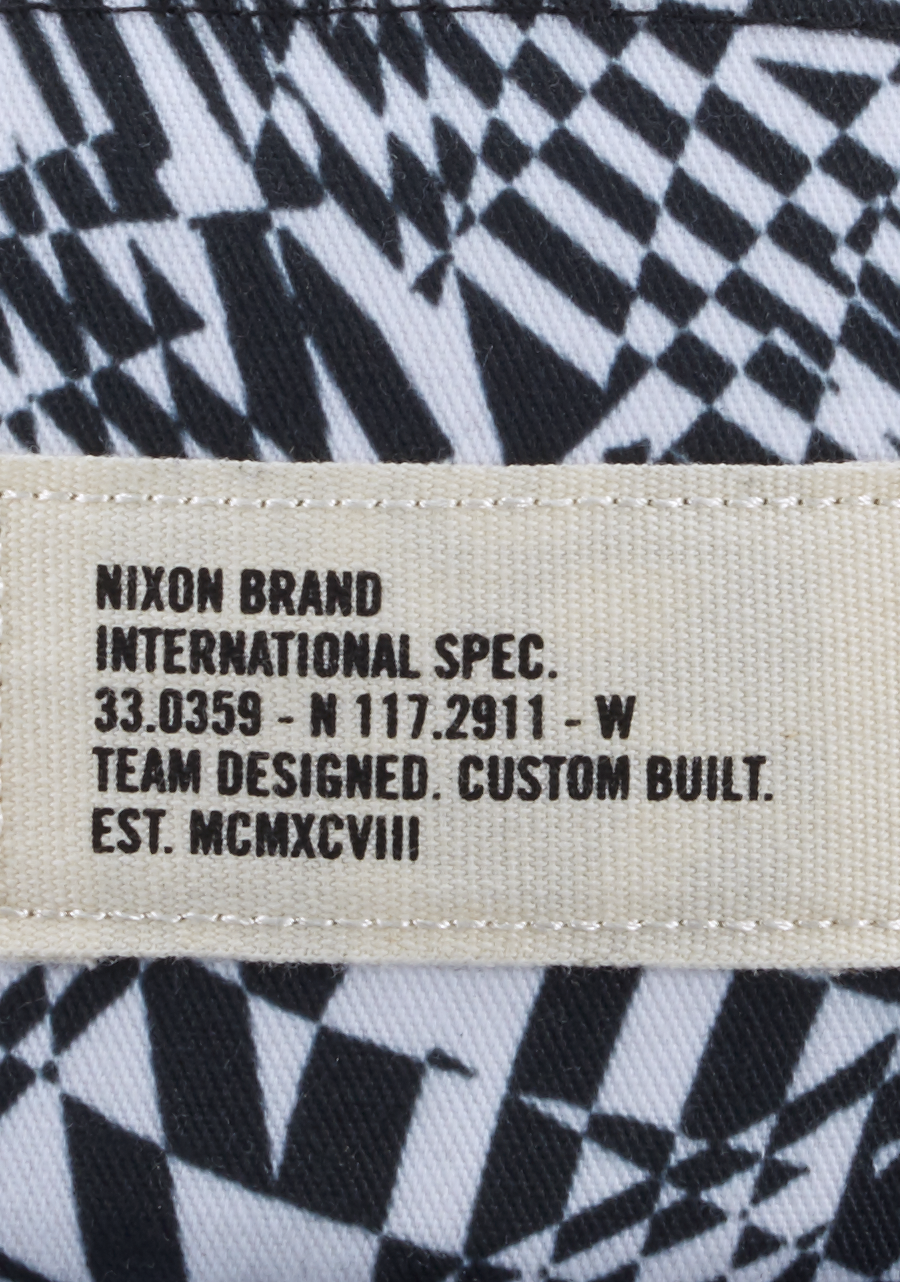 NIXON BRAND
INTERNATIONAL SPEC.
33.0359 - N 117.2911 - W
TEAM DESIGNED. CUSTOM BUILT.
EST. MCMXCVIII